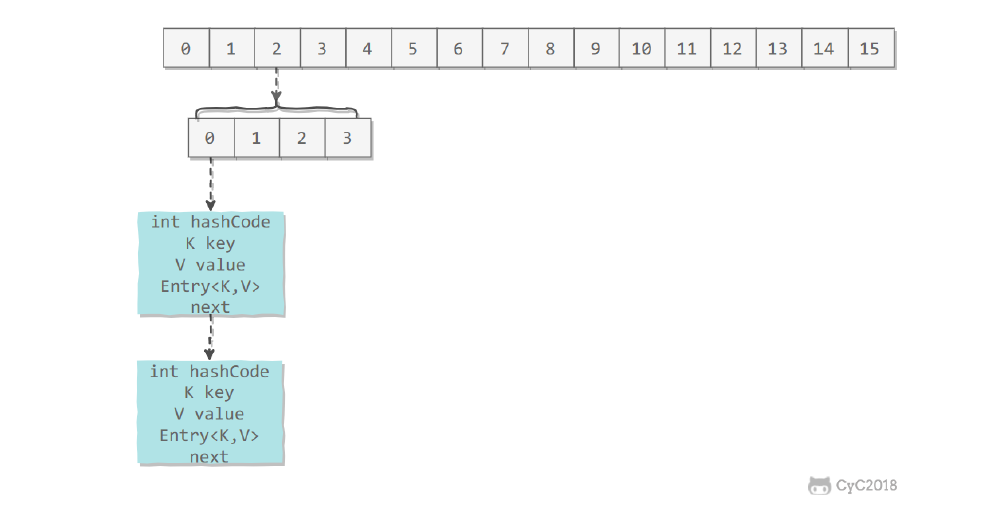 0 1 2 3 4 5 6 7 8 9 10 11 12 13 14 15
0 1 2 3
int hashCode
K key
V value
Entry<K,V>
next
int hashCode
K key
V value
Entry<K,V>
next
CyC2018